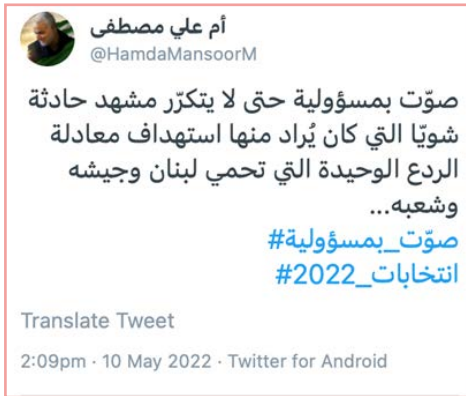 أم علي مصطفى
@HamdaMansoorM
صوّت بمسؤولية حتى لا يتكرّر مشهد حادثة
شويّا التي كان يُراد منها استهداف معادلة
الردع الوحيدة التي تحمي لبنان وجيشه
وشعبه...
#صوّت_بمسؤولية
#انتخابات_2022
Translate Tweet
2:09pm · 10 May 2022 · Twitter for Android